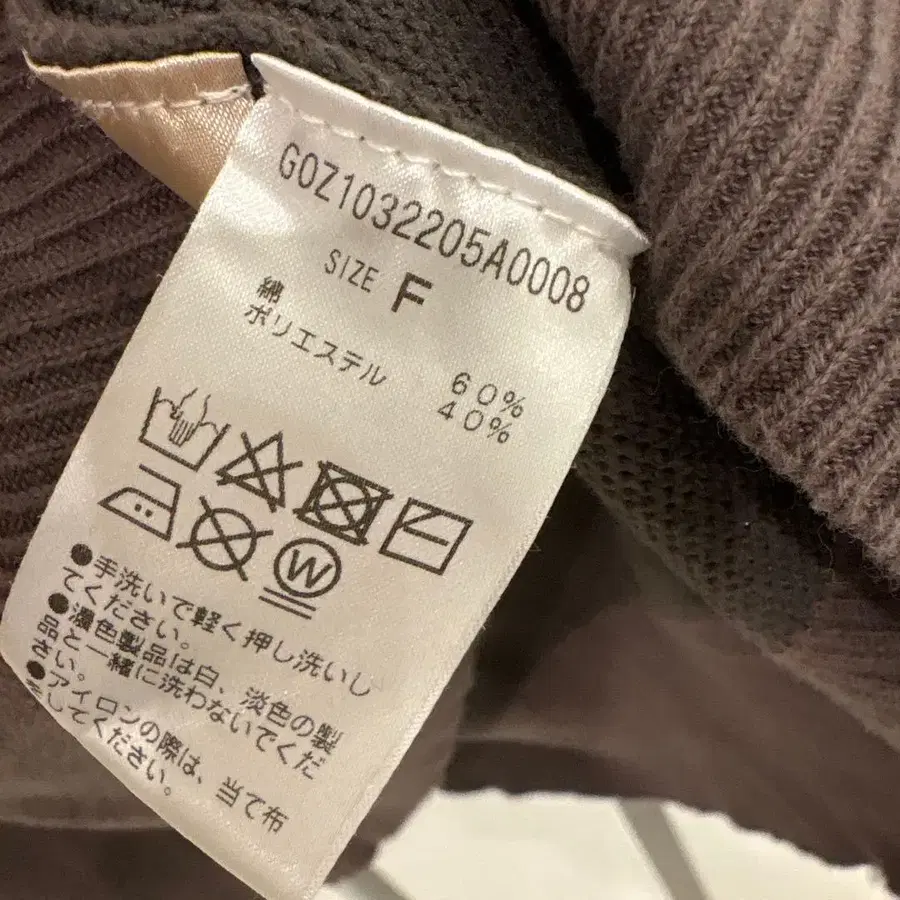 G0Z1032205A0008
SIZE F
綿 60%
ポリエステル 40%
W
●手洗いで軽く押し洗いし
てください。
●濃色製品は白、淡色の製
品と一緒に洗わないでくだ
さい。
●アイロンの際は、当て布
をしてください。